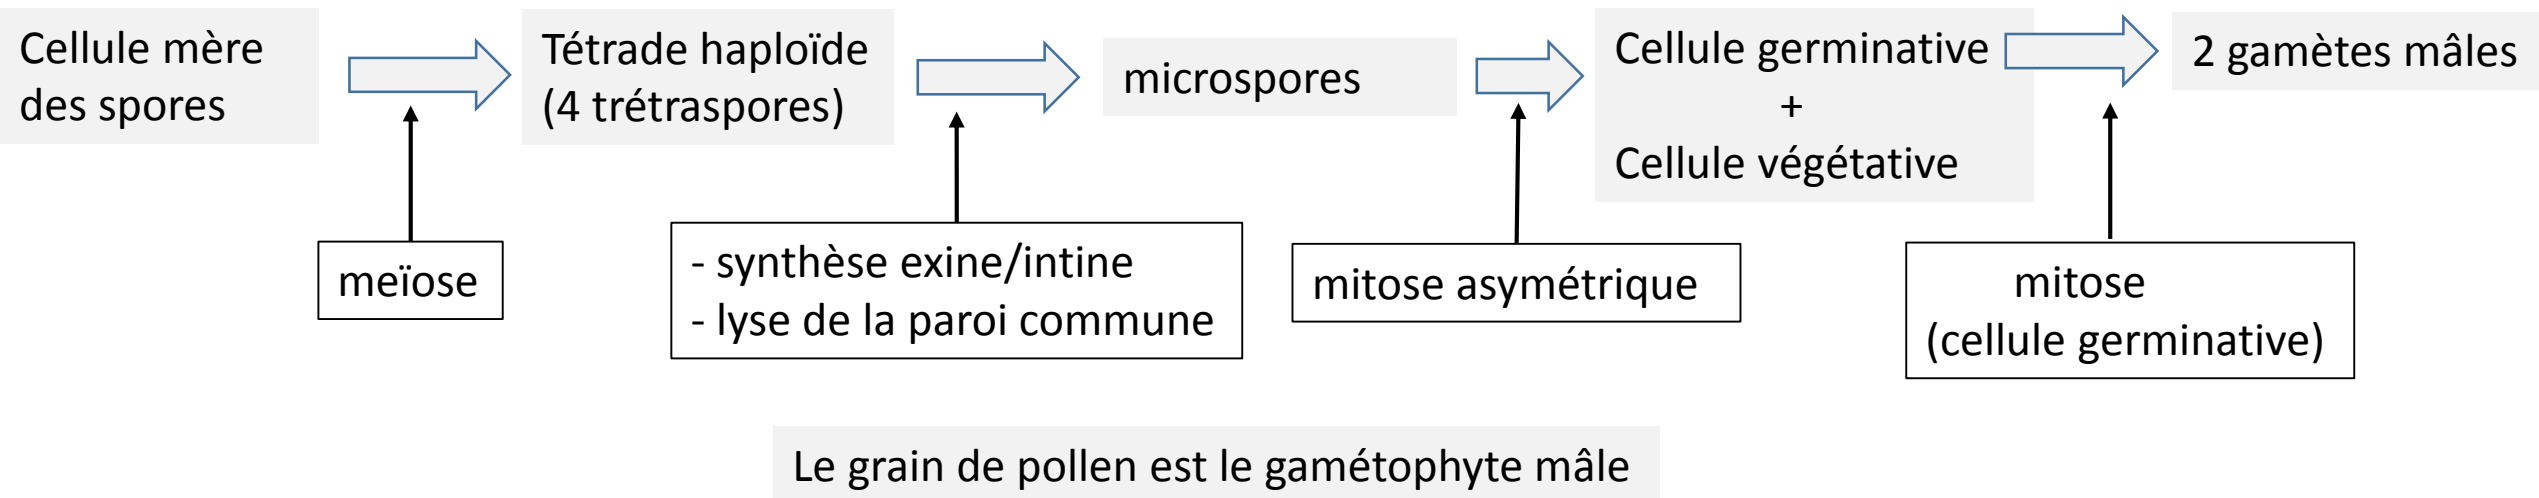 Cellule mère
des spores
Tétrade haploïde
(4 trétraspores)
microspores
Cellule germinative
+
Cellule végétative
2 gamètes mâles
meïose
- synthèse exine/intine
- lyse de la paroi commune
mitose asymétrique
mitose
(cellule germinative)
Le grain de pollen est le gamétophyte mâle